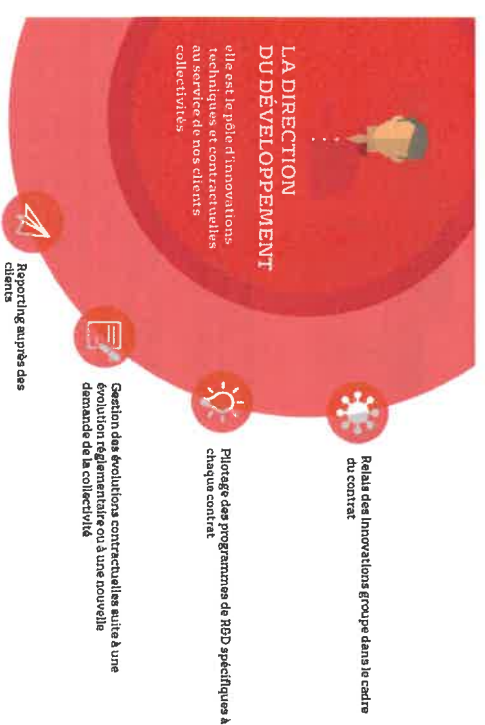 LA DIRECTION
DU DÉVELOPPEMENT
elle est le pôle d'innovations
techniques et contractuelles
au service de nos clients
collectivités
Relais des innovations groupe dans le cadre
du contrat
Pilotage des programmes de R&D spécifiques à
chaque contrat
Gestion des évolutions contractuelles suite à une
évolution réglementaire ou à une nouvelle
demande de la collectivité
Reporting auprès des
clients